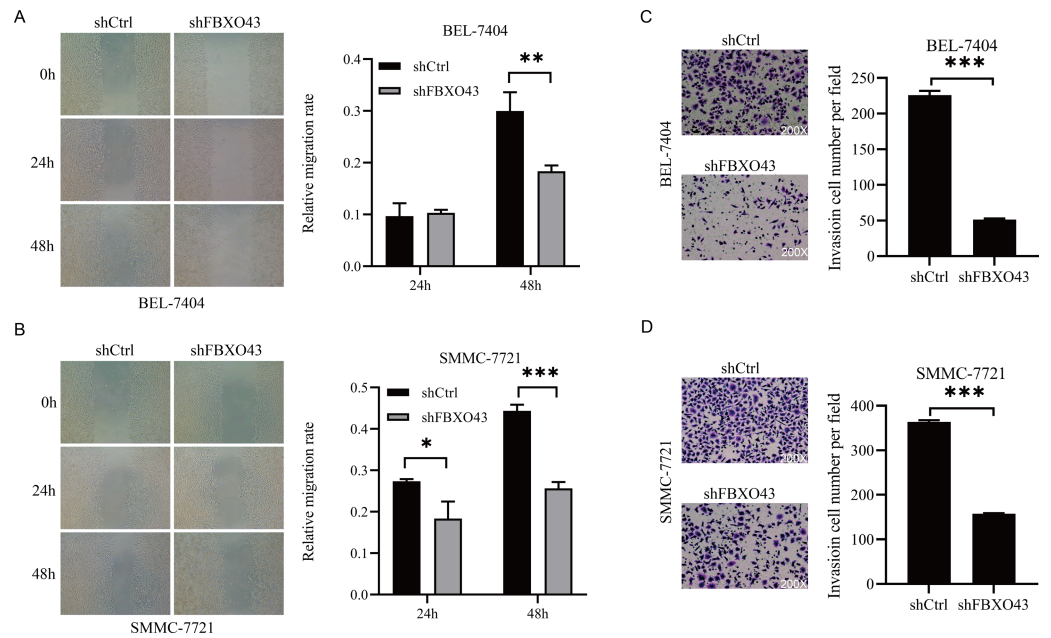 A
shCtrl shFBXO43
0h
24h
48h
BEL-7404
BEL-7404
Relative migration rate
0.4
0.3
0.2
0.1
0.0
shCtrl
shFBXO43
**
24h 48h
B
shCtrl shFBXO43
0h
24h
48h
SMMC-7721
SMMC-7721
Relative migration rate
0.5
0.4
0.3
0.2
0.1
0.0
shCtrl
shFBXO43
*
***
24h 48h
C
BEL-7404
shCtrl
200X
shFBXO43
200X
BEL-7404
***
Invasioin cell number per field
250
200
150
100
50
0
shCtrl shFBXO43
D
SMMC-7721
shCtrl
200X
shFBXO43
200X
SMMC-7721
***
Invasioin cell number per field
400
300
200
100
0
shCtrl shFBXO43